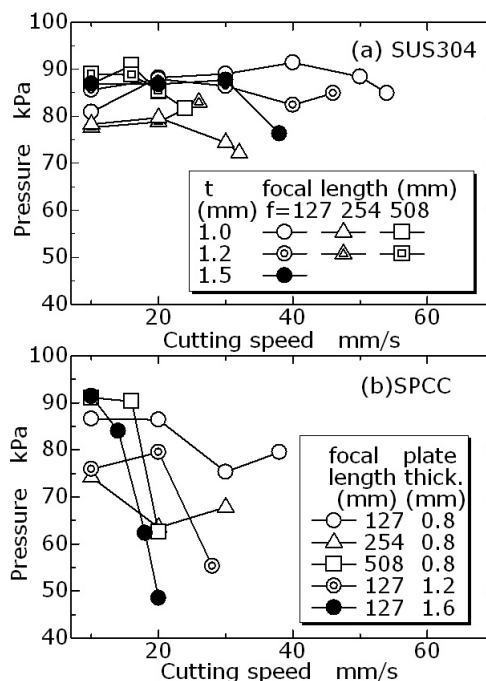 100
(a) SUS304
90
80
70
60
50
40
Pressure kPa
t focal length (mm)
(mm) f=127 254 508
1.0
1.2
1.5
20 40 60
Cutting speed mm/s
100
(b)SPCC
90
80
70
60
50
40
Pressure kPa
focal plate
length thick.
(mm) (mm)
127 0.8
254 0.8
508 0.8
127 1.2
127 1.6
20 40 60
Cutting speed mm/s